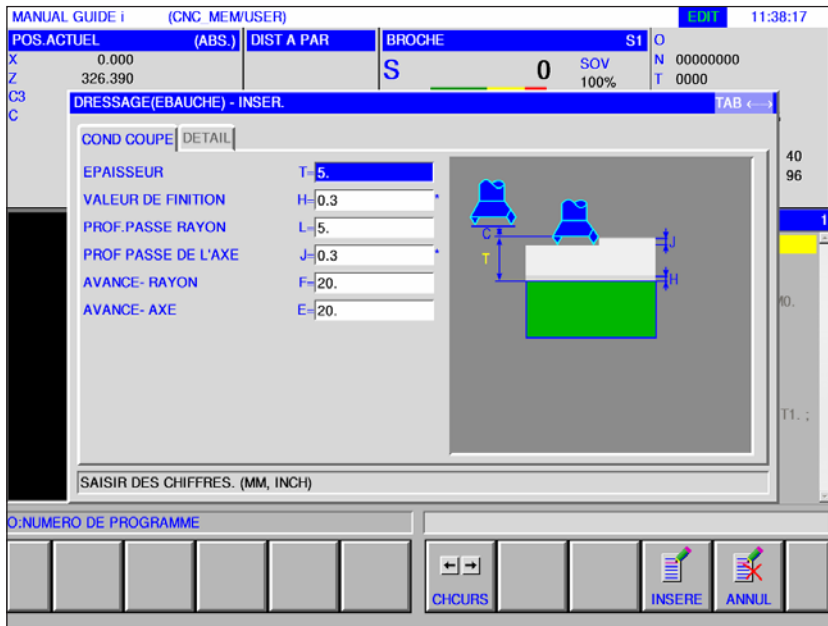 MANUAL GUIDE i (CNC_MEM/USER) EDIT 11:38:17
POS.ACTUEL (ABS.) DIST A PAR BROCHE S1 O
X 0.000 S 0 SOV N 00000000
Z 326.390 100% T 0000
C3
C
DRESSAGE(EBAUCHE) - INSER. TAB ←→
COND COUPE DETAIL
EPAISSEUR T= 5.
VALEUR DE FINITION H= 0.3 *
PROF.PASSE RAYON L= 5.
PROF PASSE DE L'AXE J= 0.3 *
AVANCE- RAYON F= 20.
AVANCE- AXE E= 20.
C
T
J
H
40
96
1
M0.
T1. ;
SAISIR DES CHIFFRES. (MM, INCH)
O:NUMERO DE PROGRAMME
CHCURS INSERE ANNUL